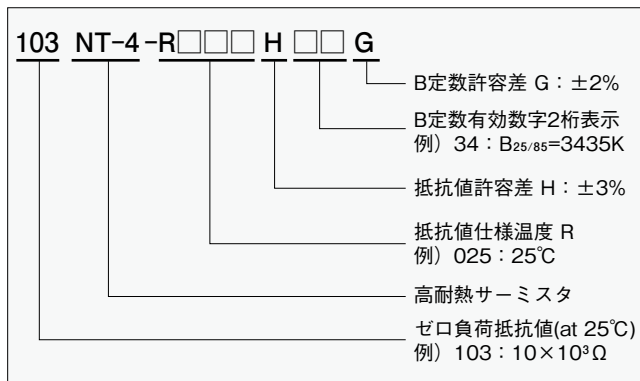 103 NT-4-R□□□ H □□ G
B定数許容差 G：±2%
B定数有効数字2桁表示
例）34：B25/85=3435K
抵抗値許容差 H：±3%
抵抗値仕様温度 R
例）025：25℃
高耐熱サーミスタ
ゼロ負荷抵抗値(at 25℃)
例）103：10×10³Ω